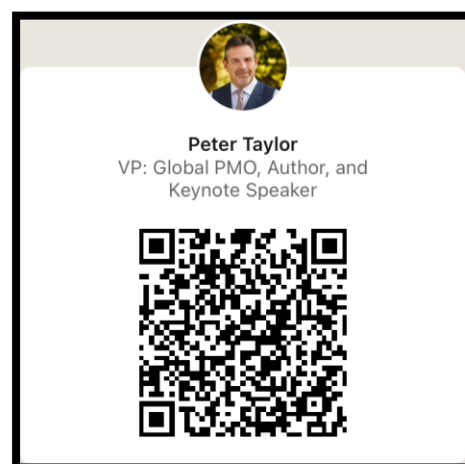 Peter Taylor
VP: Global PMO, Author, and
Keynote Speaker